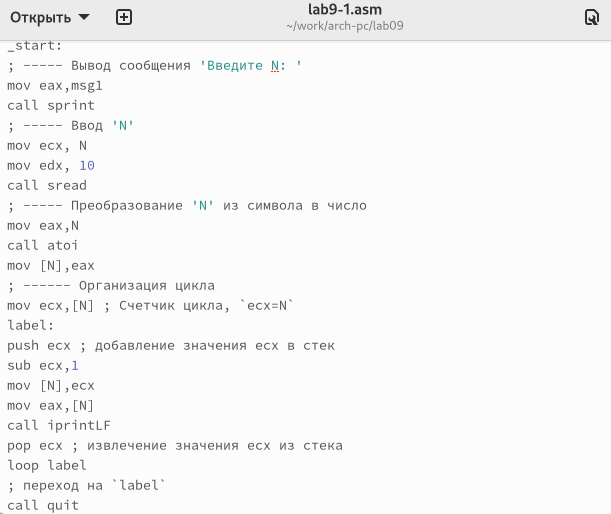 Открыть
lab9-1.asm
~/work/arch-pc/lab09
_start:
; ----- Вывод сообщения 'Введите N: '
mov eax,msg1
call sprint
; ----- Ввод 'N'
mov ecx, N
mov edx, 10
call sread
; ----- Преобразование 'N' из символа в число
mov eax,N
call atoi
mov [N],eax
; ------ Организация цикла
mov ecx,[N] ; Счетчик цикла, `ecx=N`
label:
push ecx ; добавление значения ecx в стек
sub ecx,1
mov [N],ecx
mov eax,[N]
call iprintLF
pop ecx ; извлечение значения ecx из стека
loop label
; переход на `label`
call quit